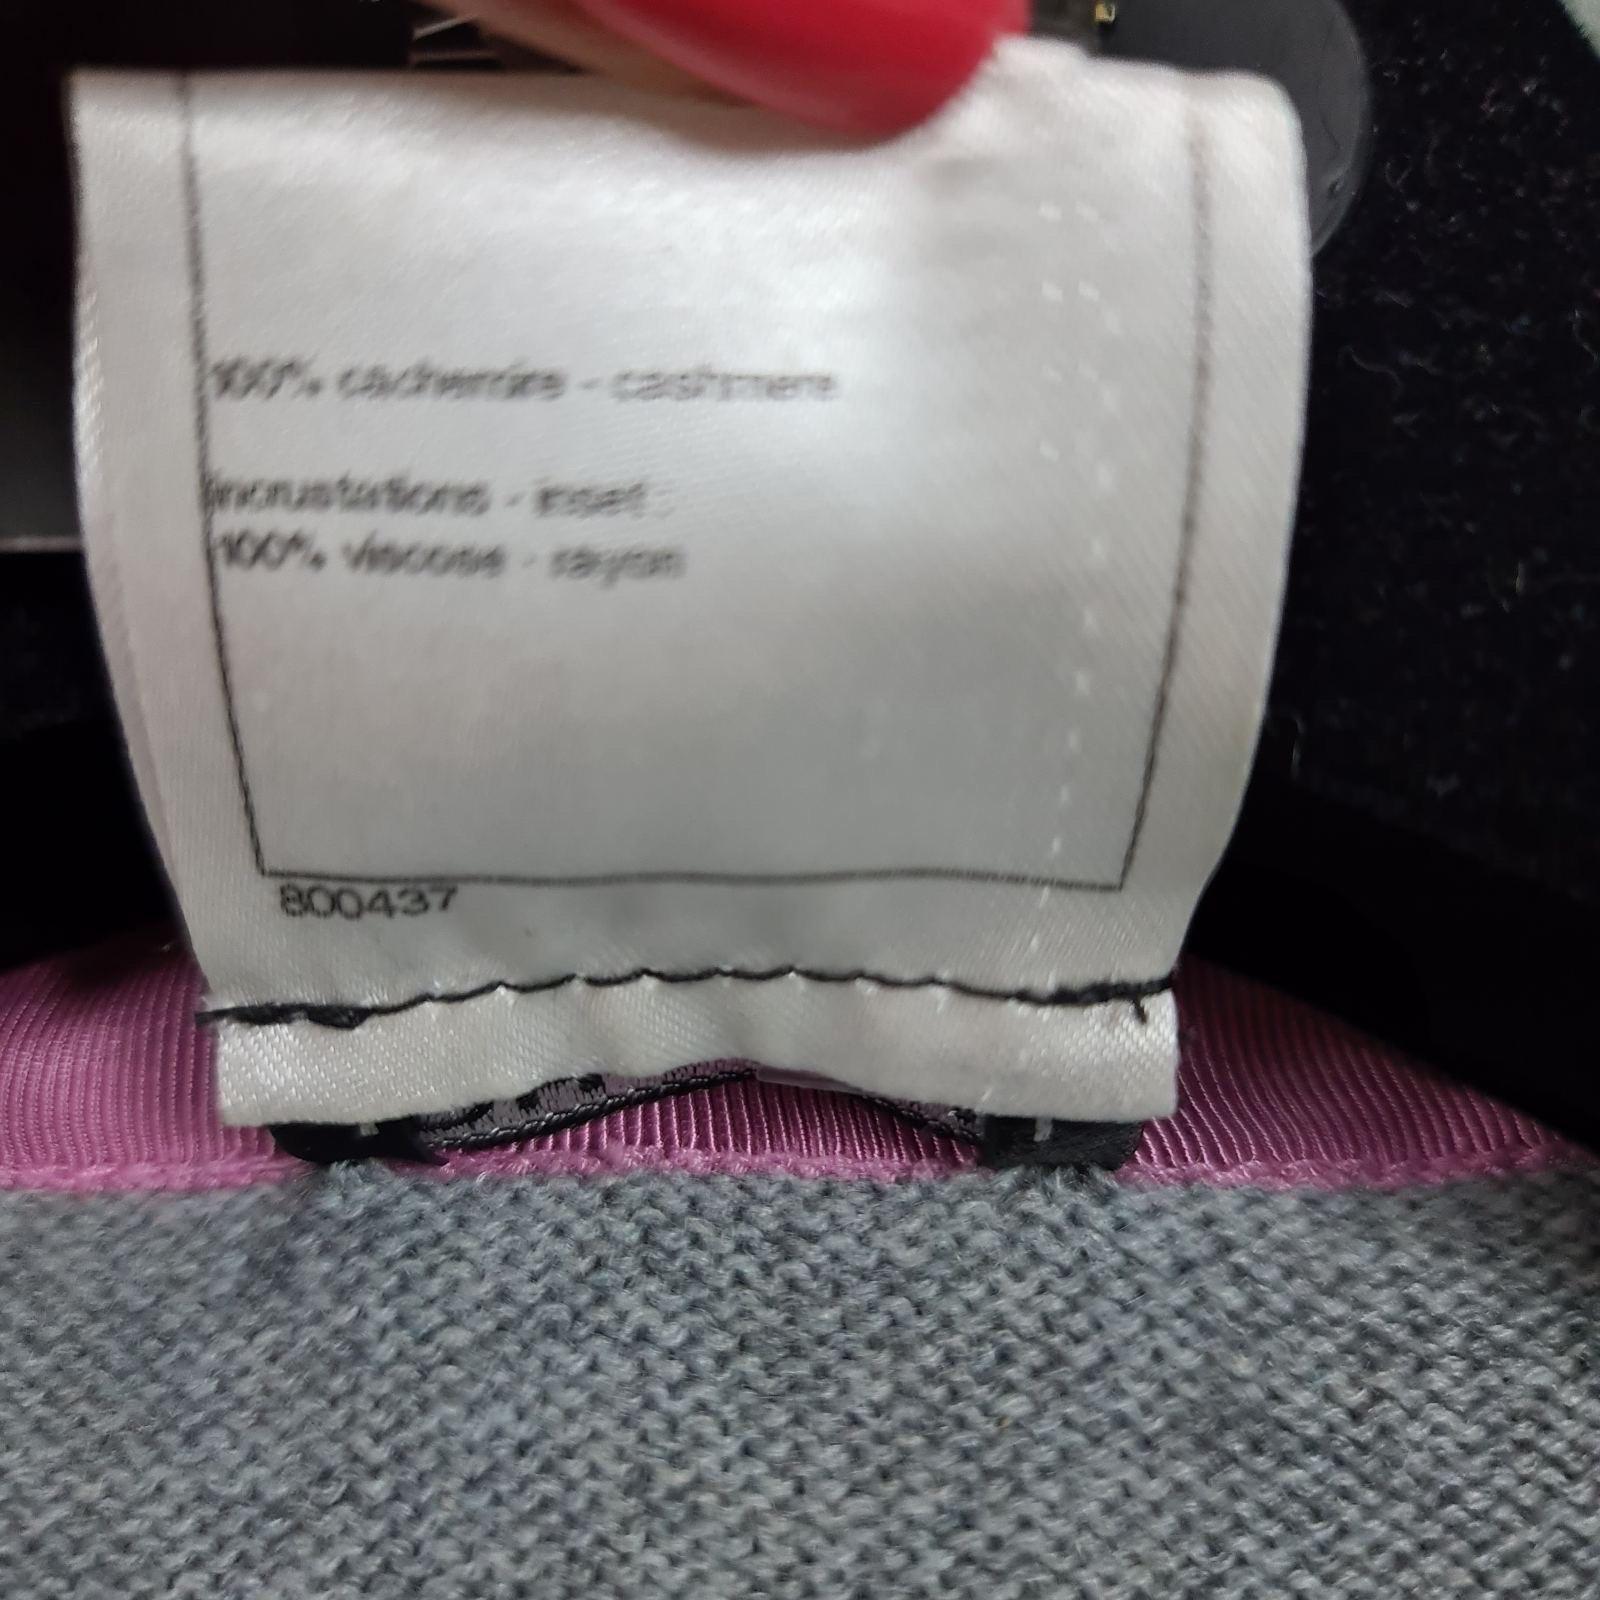 100% cachemire - cashmere
incrustations - inset :
100% viscose - rayon
800437